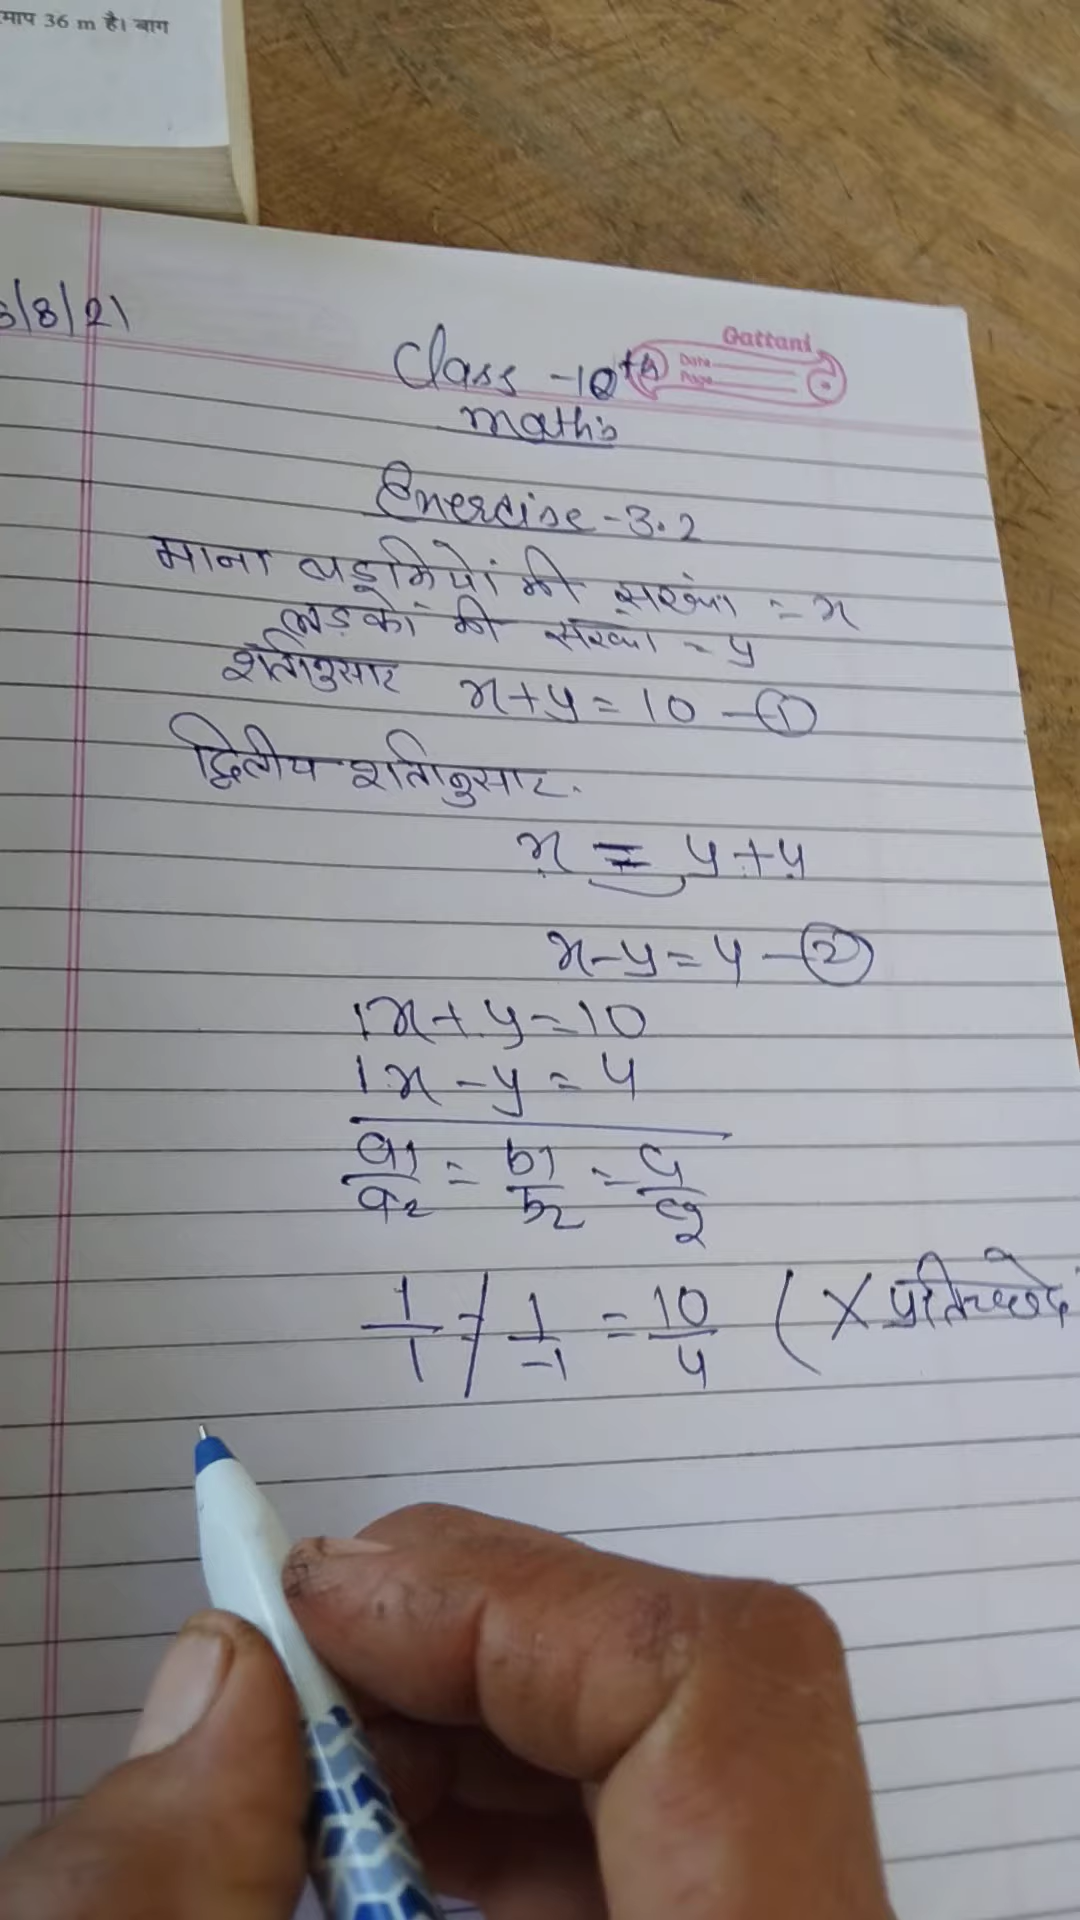 माप 36 m है। बाग
/8/21
Gattani
Date
Page
Class -10th
maths
Exercise-3.2
माना लड़कियों की संख्या = x
लड़कों की संख्या = y
शर्तानुसार x+y=10 -①
द्वितीय शर्तानुसार.
x = y+4
x-y=4 -②
1x+y=10
1x-y=4
a1/a2 = b1/b2 = c1/c2
1/1 ≠ 1/-1 = 10/4 (X प्रतिच्छेद